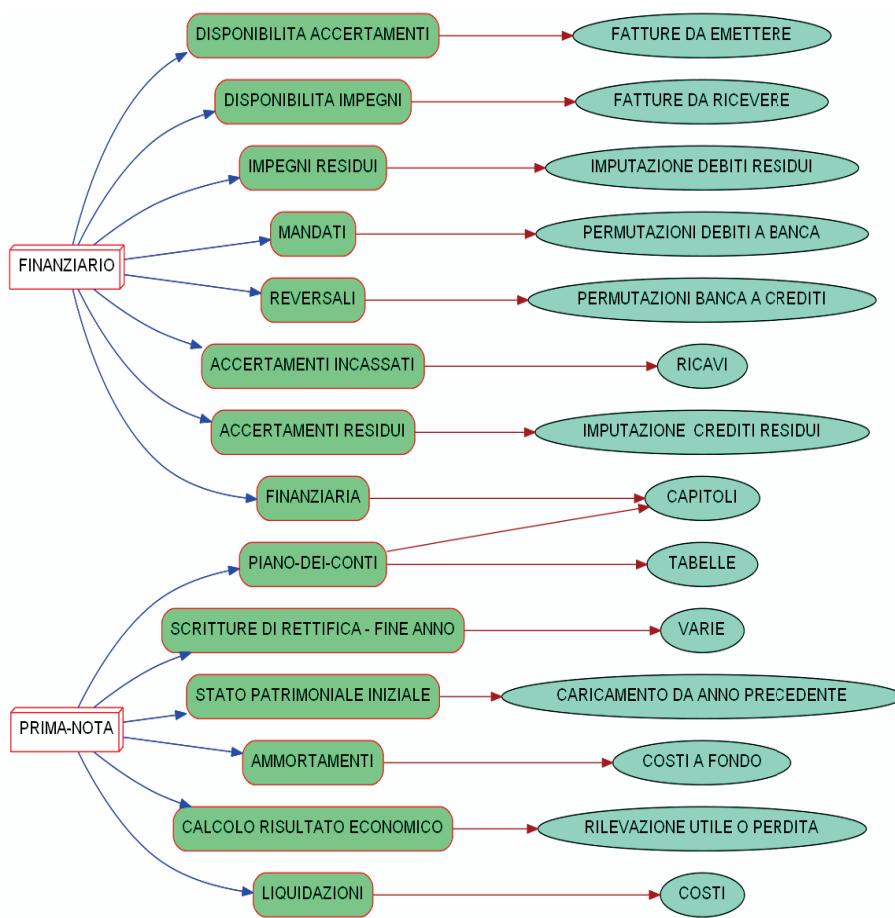 DISPONIBILITA ACCERTAMENTI
FATTURE DA EMETTERE
DISPONIBILITA IMPEGNI
FATTURE DA RICEVERE
IMPEGNI RESIDUI
IMPUTAZIONE DEBITI RESIDUI
MANDATI
PERMUTAZIONI DEBITI A BANCA
FINANZIARIO
REVERSALI
PERMUTAZIONI BANCA A CREDITI
ACCERTAMENTI INCASSATI
RICAVI
ACCERTAMENTI RESIDUI
IMPUTAZIONE CREDITI RESIDUI
FINANZIARIA
CAPITOLI
PIANO-DEI-CONTI
TABELLE
SCRITTURE DI RETTIFICA - FINE ANNO
VARIE
STATO PATRIMONIALE INIZIALE
CARICAMENTO DA ANNO PRECEDENTE
PRIMA-NOTA
AMMORTAMENTI
COSTI A FONDO
CALCOLO RISULTATO ECONOMICO
RILEVAZIONE UTILE O PERDITA
LIQUIDAZIONI
COSTI